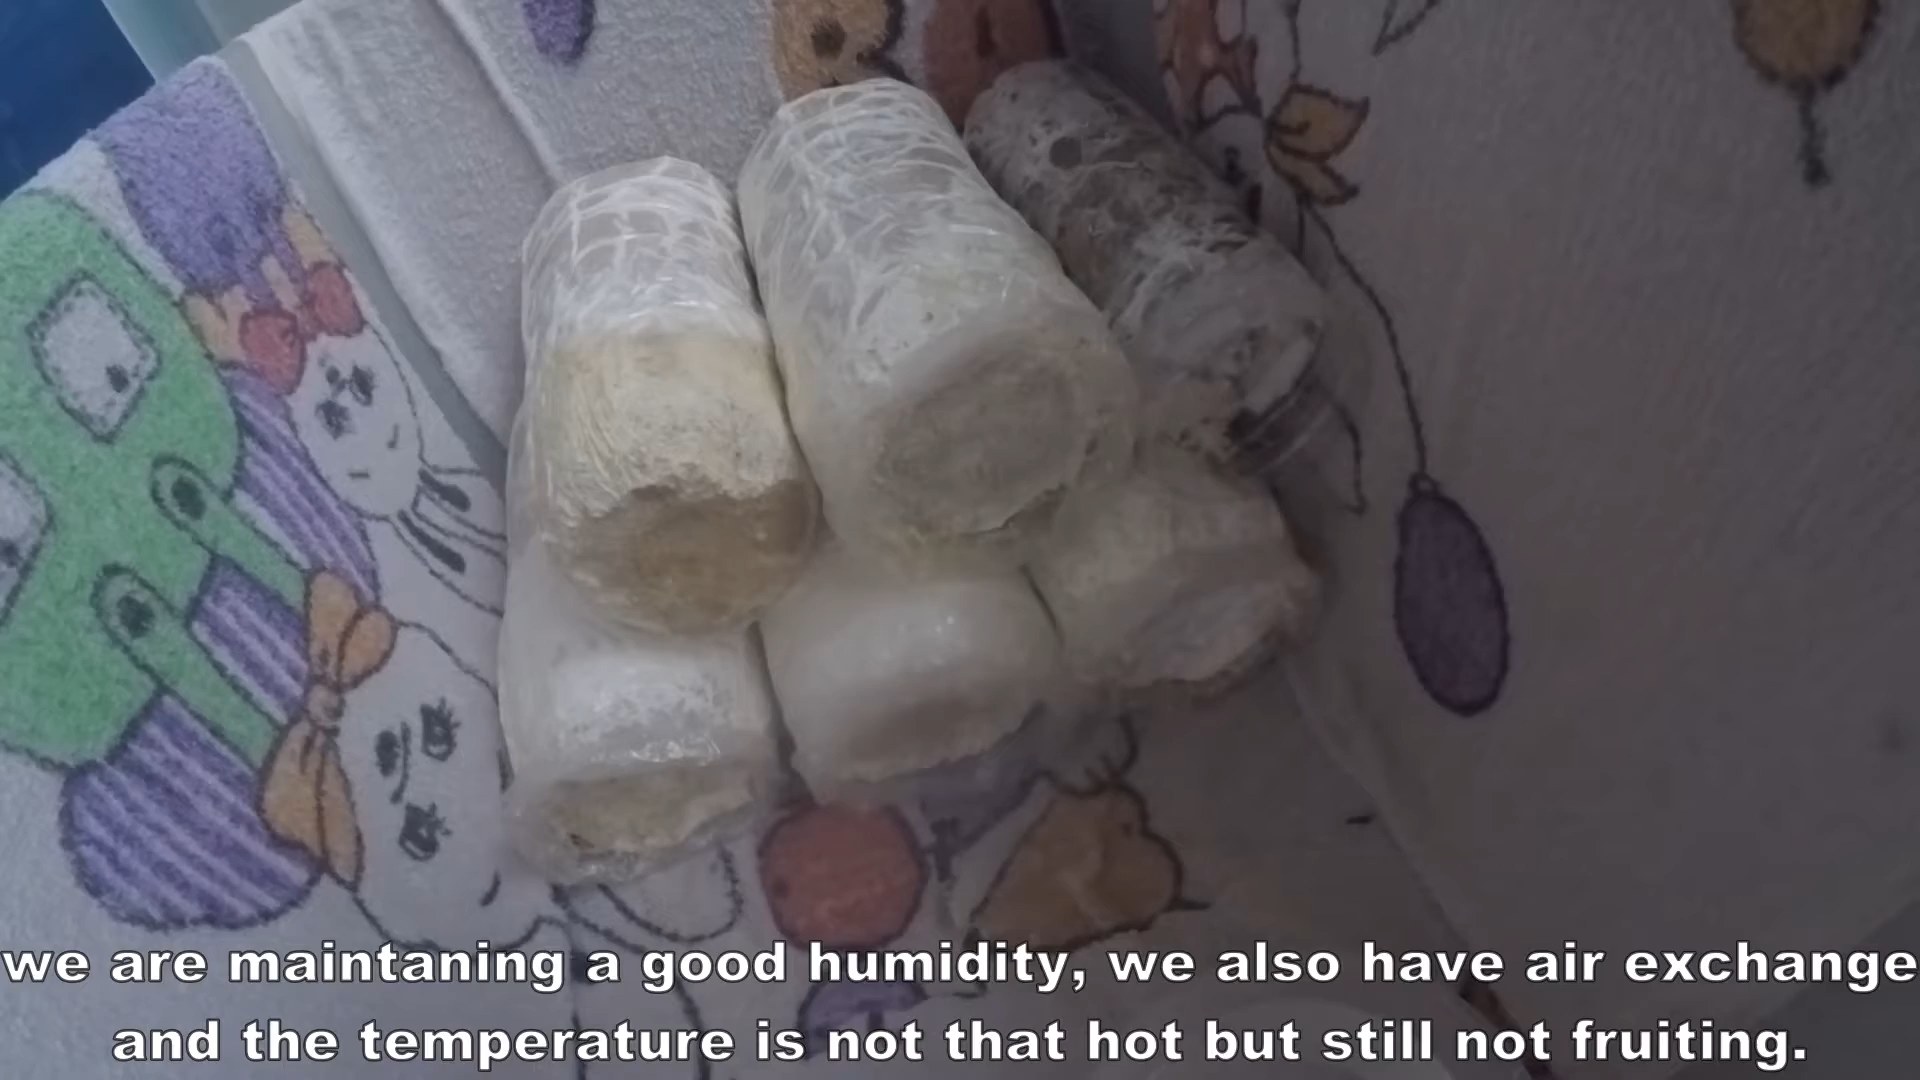 we are maintaning a good humidity, we also have air exchange
and the temperature is not that hot but still not fruiting.